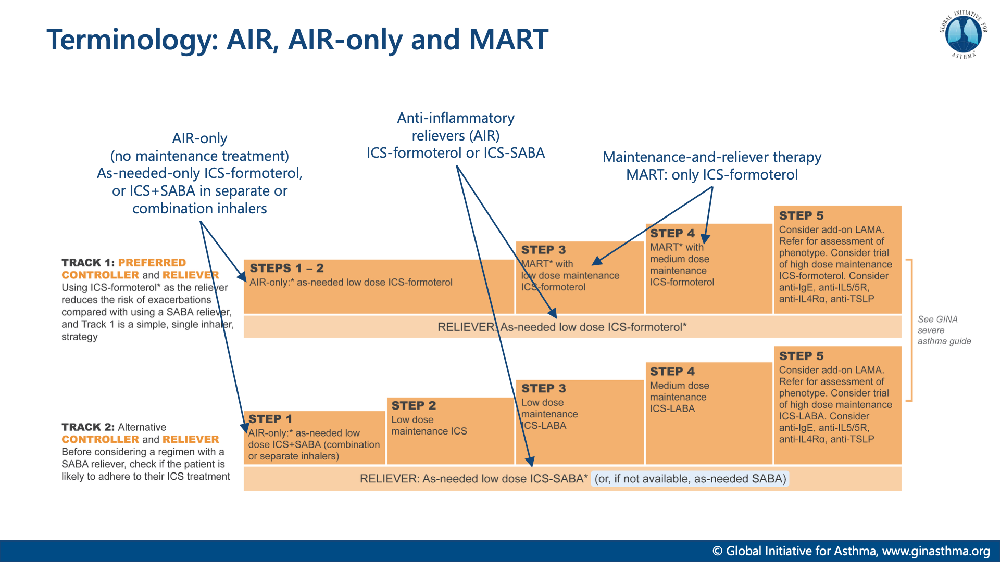 Terminology: AIR, AIR-only and MART
GLOBAL INITIATIVE FOR
ASTHMA
AIR-only
(no maintenance treatment)
As-needed-only ICS-formoterol,
or ICS+SABA in separate or
combination inhalers
Anti-inflammatory
relievers (AIR)
ICS-formoterol or ICS-SABA
Maintenance-and-reliever therapy
MART: only ICS-formoterol
TRACK 1: PREFERRED
CONTROLLER and RELIEVER
Using ICS-formoterol* as the reliever
reduces the risk of exacerbations
compared with using a SABA reliever,
and Track 1 is a simple, single inhaler,
strategy
STEPS 1 – 2
AIR-only:* as-needed low dose ICS-formoterol
STEP 3
MART* with
low dose maintenance
ICS-formoterol
STEP 4
MART* with
medium dose
maintenance
ICS-formoterol
STEP 5
Consider add-on LAMA.
Refer for assessment of
phenotype. Consider trial
of high dose maintenance
ICS-formoterol. Consider
anti-IgE, anti-IL5/5R,
anti-IL4Rα, anti-TSLP
RELIEVER: As-needed low dose ICS-formoterol*
See GINA
severe
asthma guide
TRACK 2: Alternative
CONTROLLER and RELIEVER
Before considering a regimen with a
SABA reliever, check if the patient is
likely to adhere to their ICS treatment
STEP 1
AIR-only:* as-needed low
dose ICS+SABA (combination
or separate inhalers)
STEP 2
Low dose
maintenance ICS
STEP 3
Low dose
maintenance
ICS-LABA
STEP 4
Medium dose
maintenance
ICS-LABA
STEP 5
Consider add-on LAMA.
Refer for assessment of
phenotype. Consider trial
of high dose maintenance
ICS-LABA. Consider
anti-IgE, anti-IL5/5R,
anti-IL4Rα, anti-TSLP
RELIEVER: As-needed low dose ICS-SABA* (or, if not available, as-needed SABA)
© Global Initiative for Asthma, www.ginasthma.org